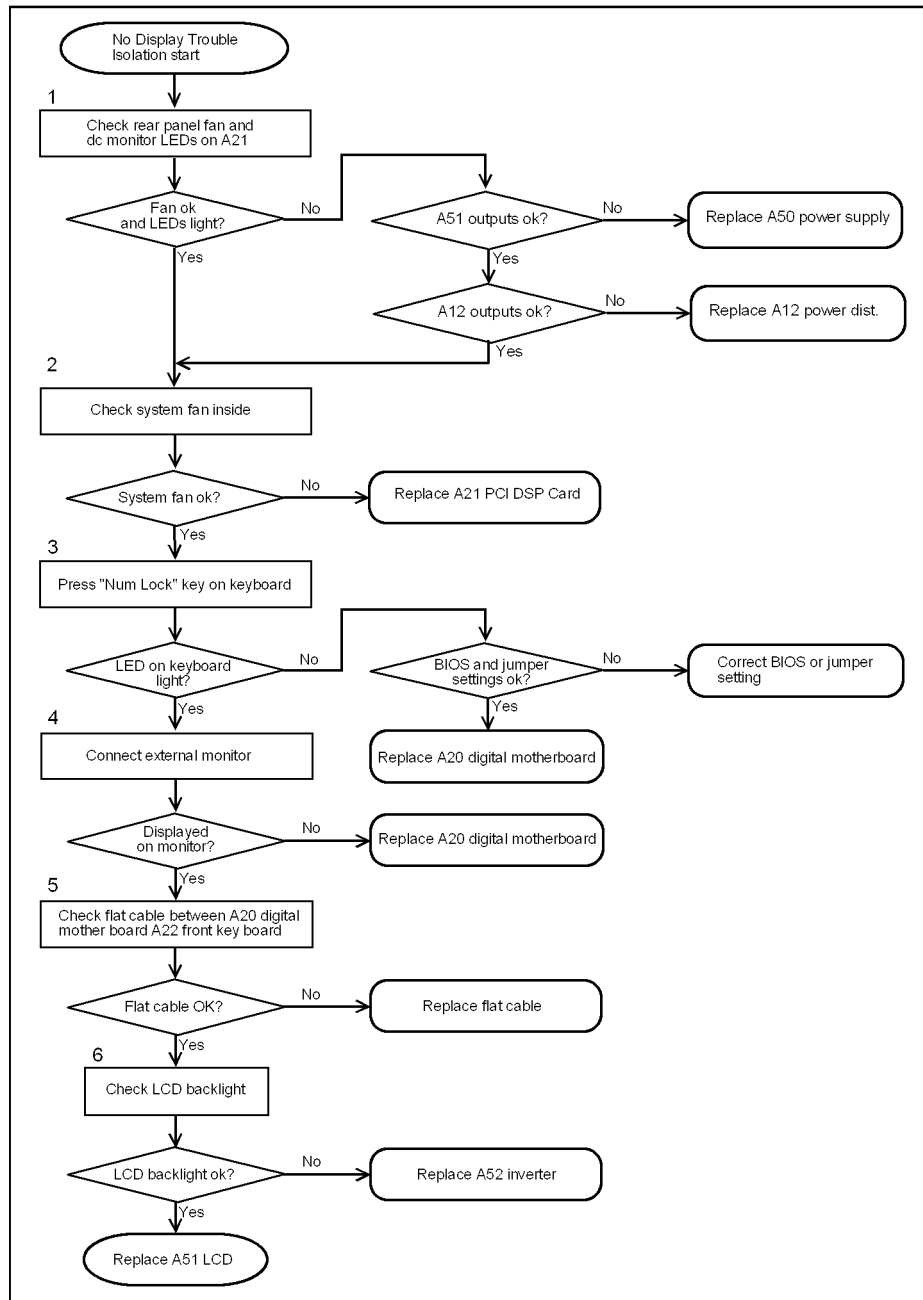 No Display Trouble
Isolation start
1
Check rear panel fan and
dc monitor LEDs on A21
Fan ok
and LEDs light?
No
Yes
A51 outputs ok?
No
Replace A50 power supply
Yes
A12 outputs ok?
No
Replace A12 power dist.
Yes
2
Check system fan inside
System fan ok?
No
Replace A21 PCI DSP Card
Yes
3
Press "Num Lock" key on keyboard
LED on keyboard
light?
No
Yes
BIOS and jumper
settings ok?
No
Correct BIOS or jumper
setting
Yes
Replace A20 digital motherboard
4
Connect external monitor
Displayed
on monitor?
No
Replace A20 digital motherboard
Yes
5
Check flat cable between A20 digital
mother board A22 front key board
Flat cable OK?
No
Replace flat cable
Yes
6
Check LCD backlight
LCD backlight ok?
No
Replace A52 inverter
Yes
Replace A51 LCD